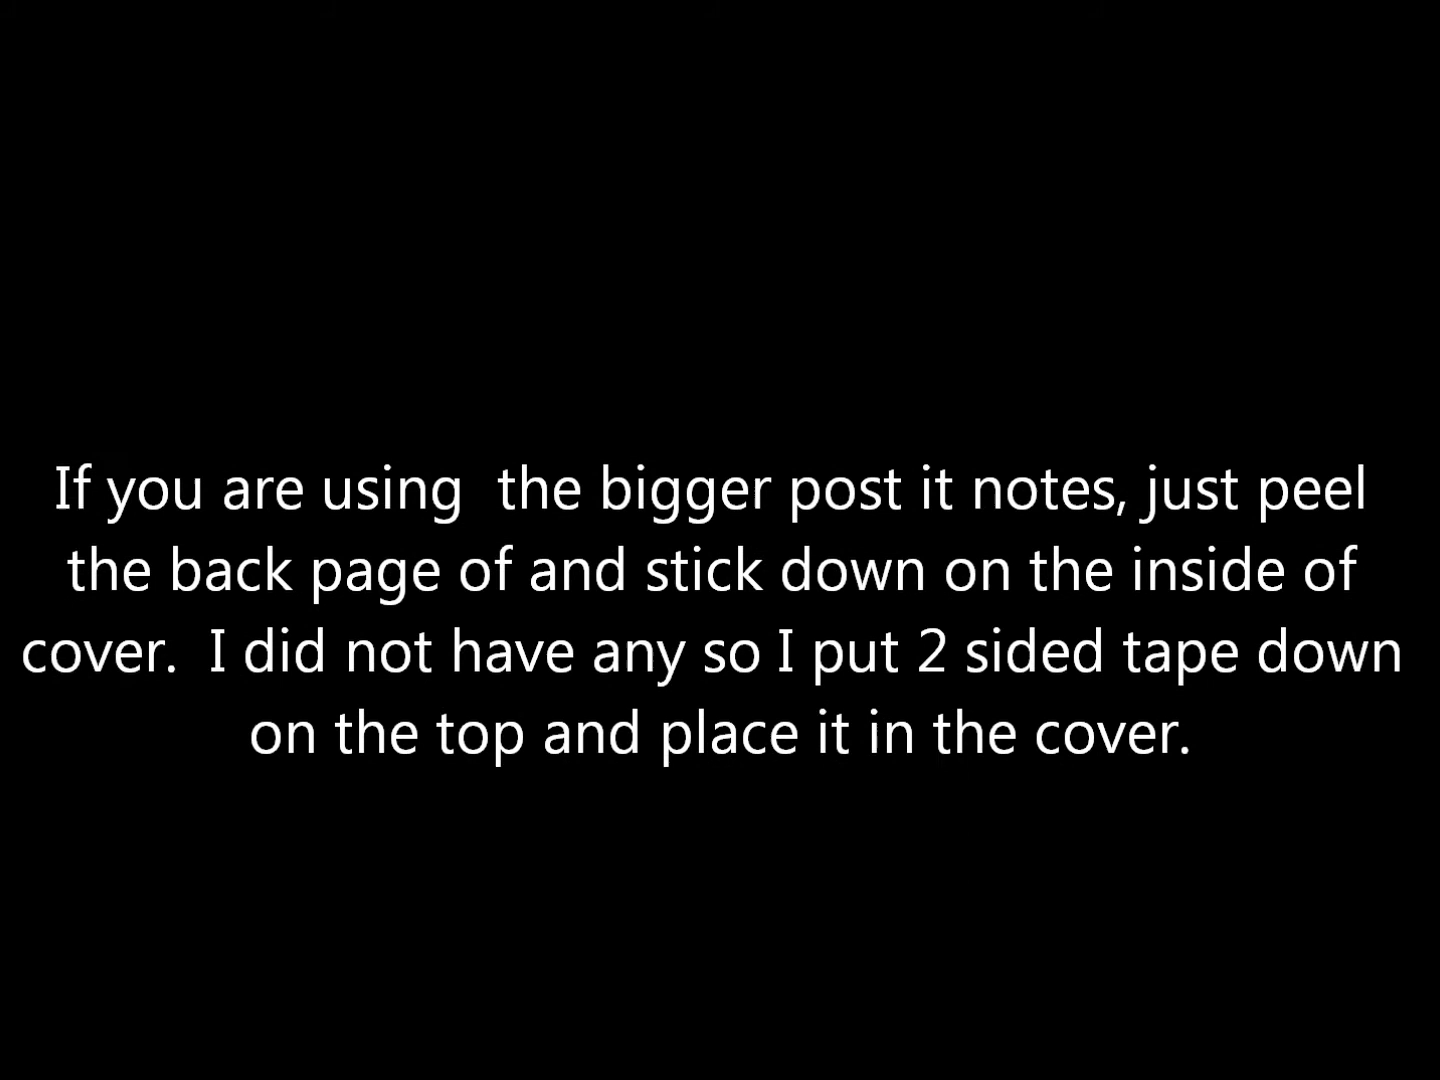 If you are using  the bigger post it notes, just peel
the back page of and stick down on the inside of
cover.  I did not have any so I put 2 sided tape down
on the top and place it in the cover.